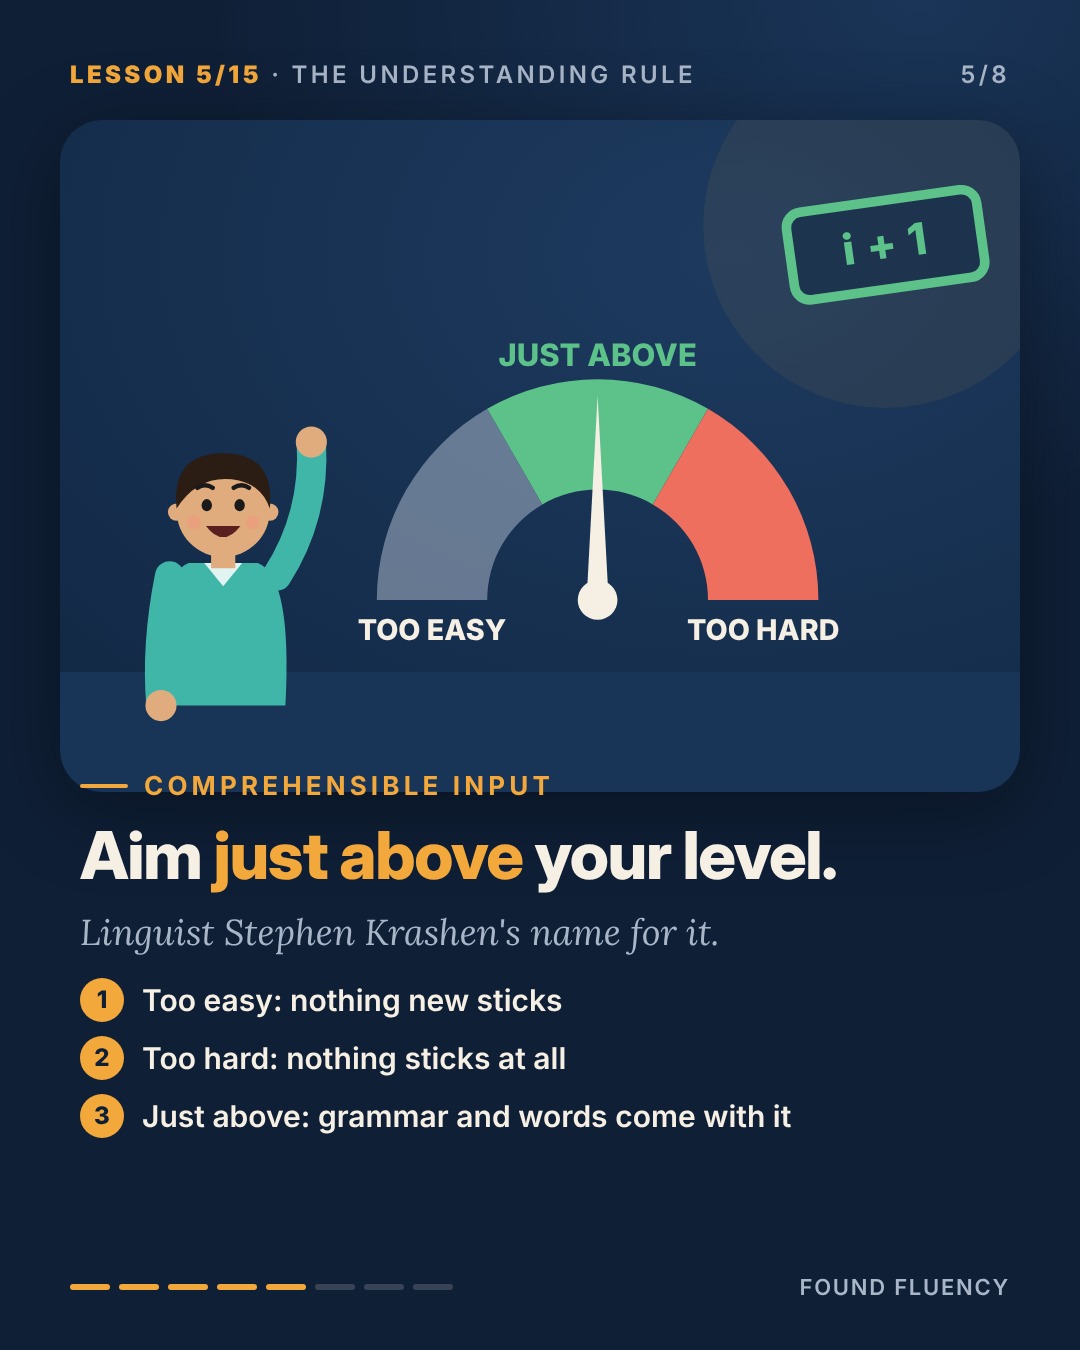 LESSON 5/15 · THE UNDERSTANDING RULE
5/8
i + 1
JUST ABOVE
TOO EASY
TOO HARD
COMPREHENSIBLE INPUT
Aim just above your level.
Linguist Stephen Krashen's name for it.
1 Too easy: nothing new sticks
2 Too hard: nothing sticks at all
3 Just above: grammar and words come with it
FOUND FLUENCY